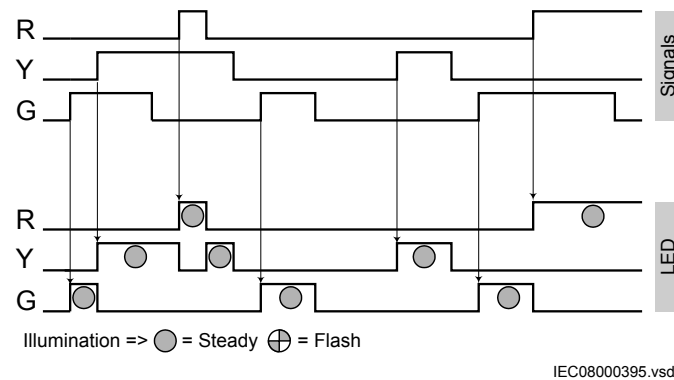 R
Y
G
Signals
R
Y
G
LED
Illumination => = Steady = Flash
IEC08000395.vsd